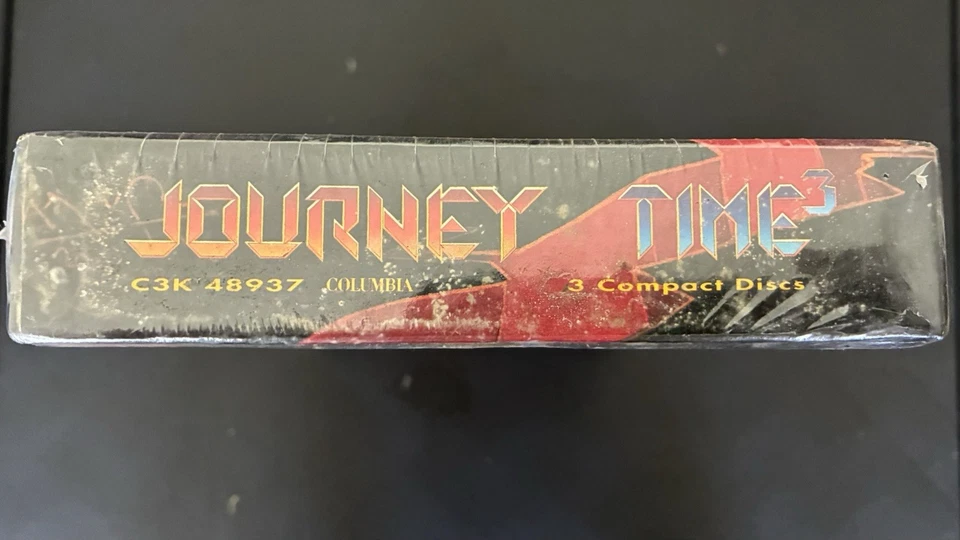 JOURNEY TIME³
C3K 48937 COLUMBIA 3 Compact Discs